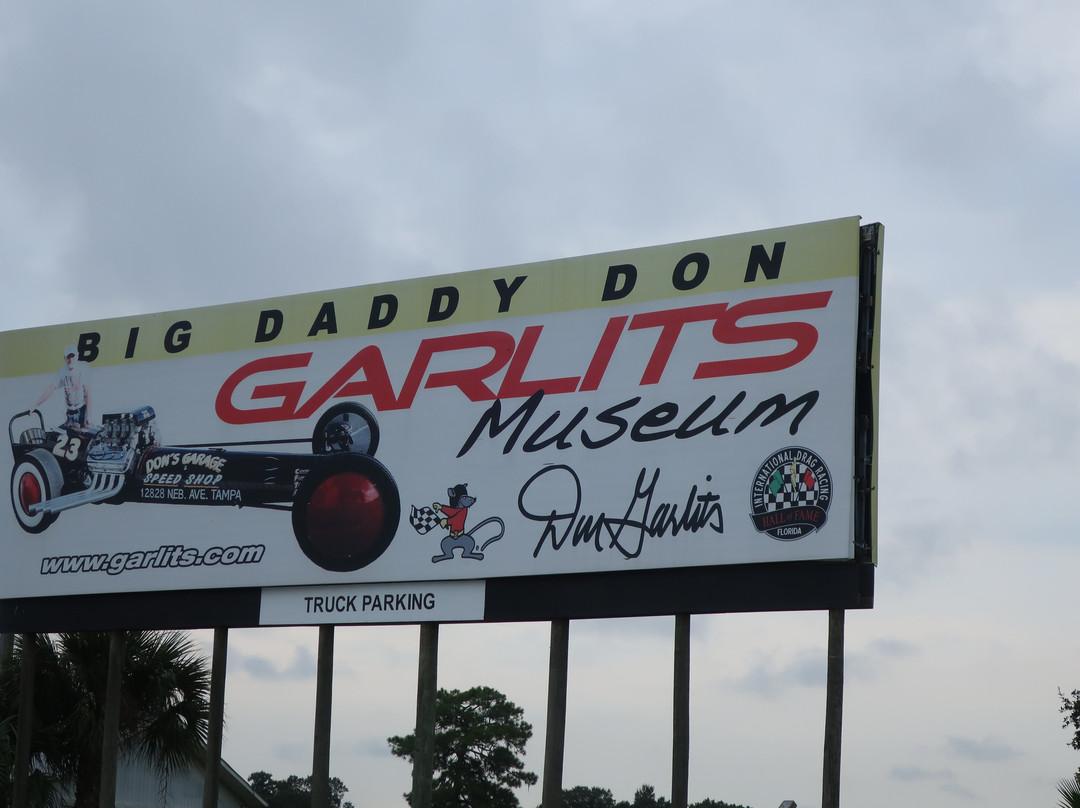 BIG DADDY DON
GARLITS
Museum
23
DON'S GARAGE
SPEED SHOP
12828 NEB. AVE. TAMPA
Don Garlits
INTERNATIONAL DRAG RACING
HALL of FAME
FLORIDA
www.garlits.com
TRUCK PARKING